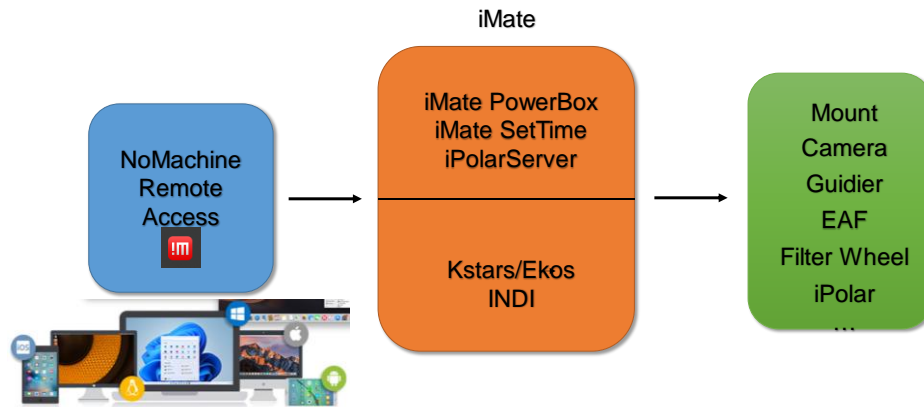 iMate
NoMachine
Remote
Access
!M
iOS
iMate PowerBox
iMate SetTime
iPolarServer
Kstars/Ekos
INDI
Mount
Camera
Guidier
EAF
Filter Wheel
iPolar
...